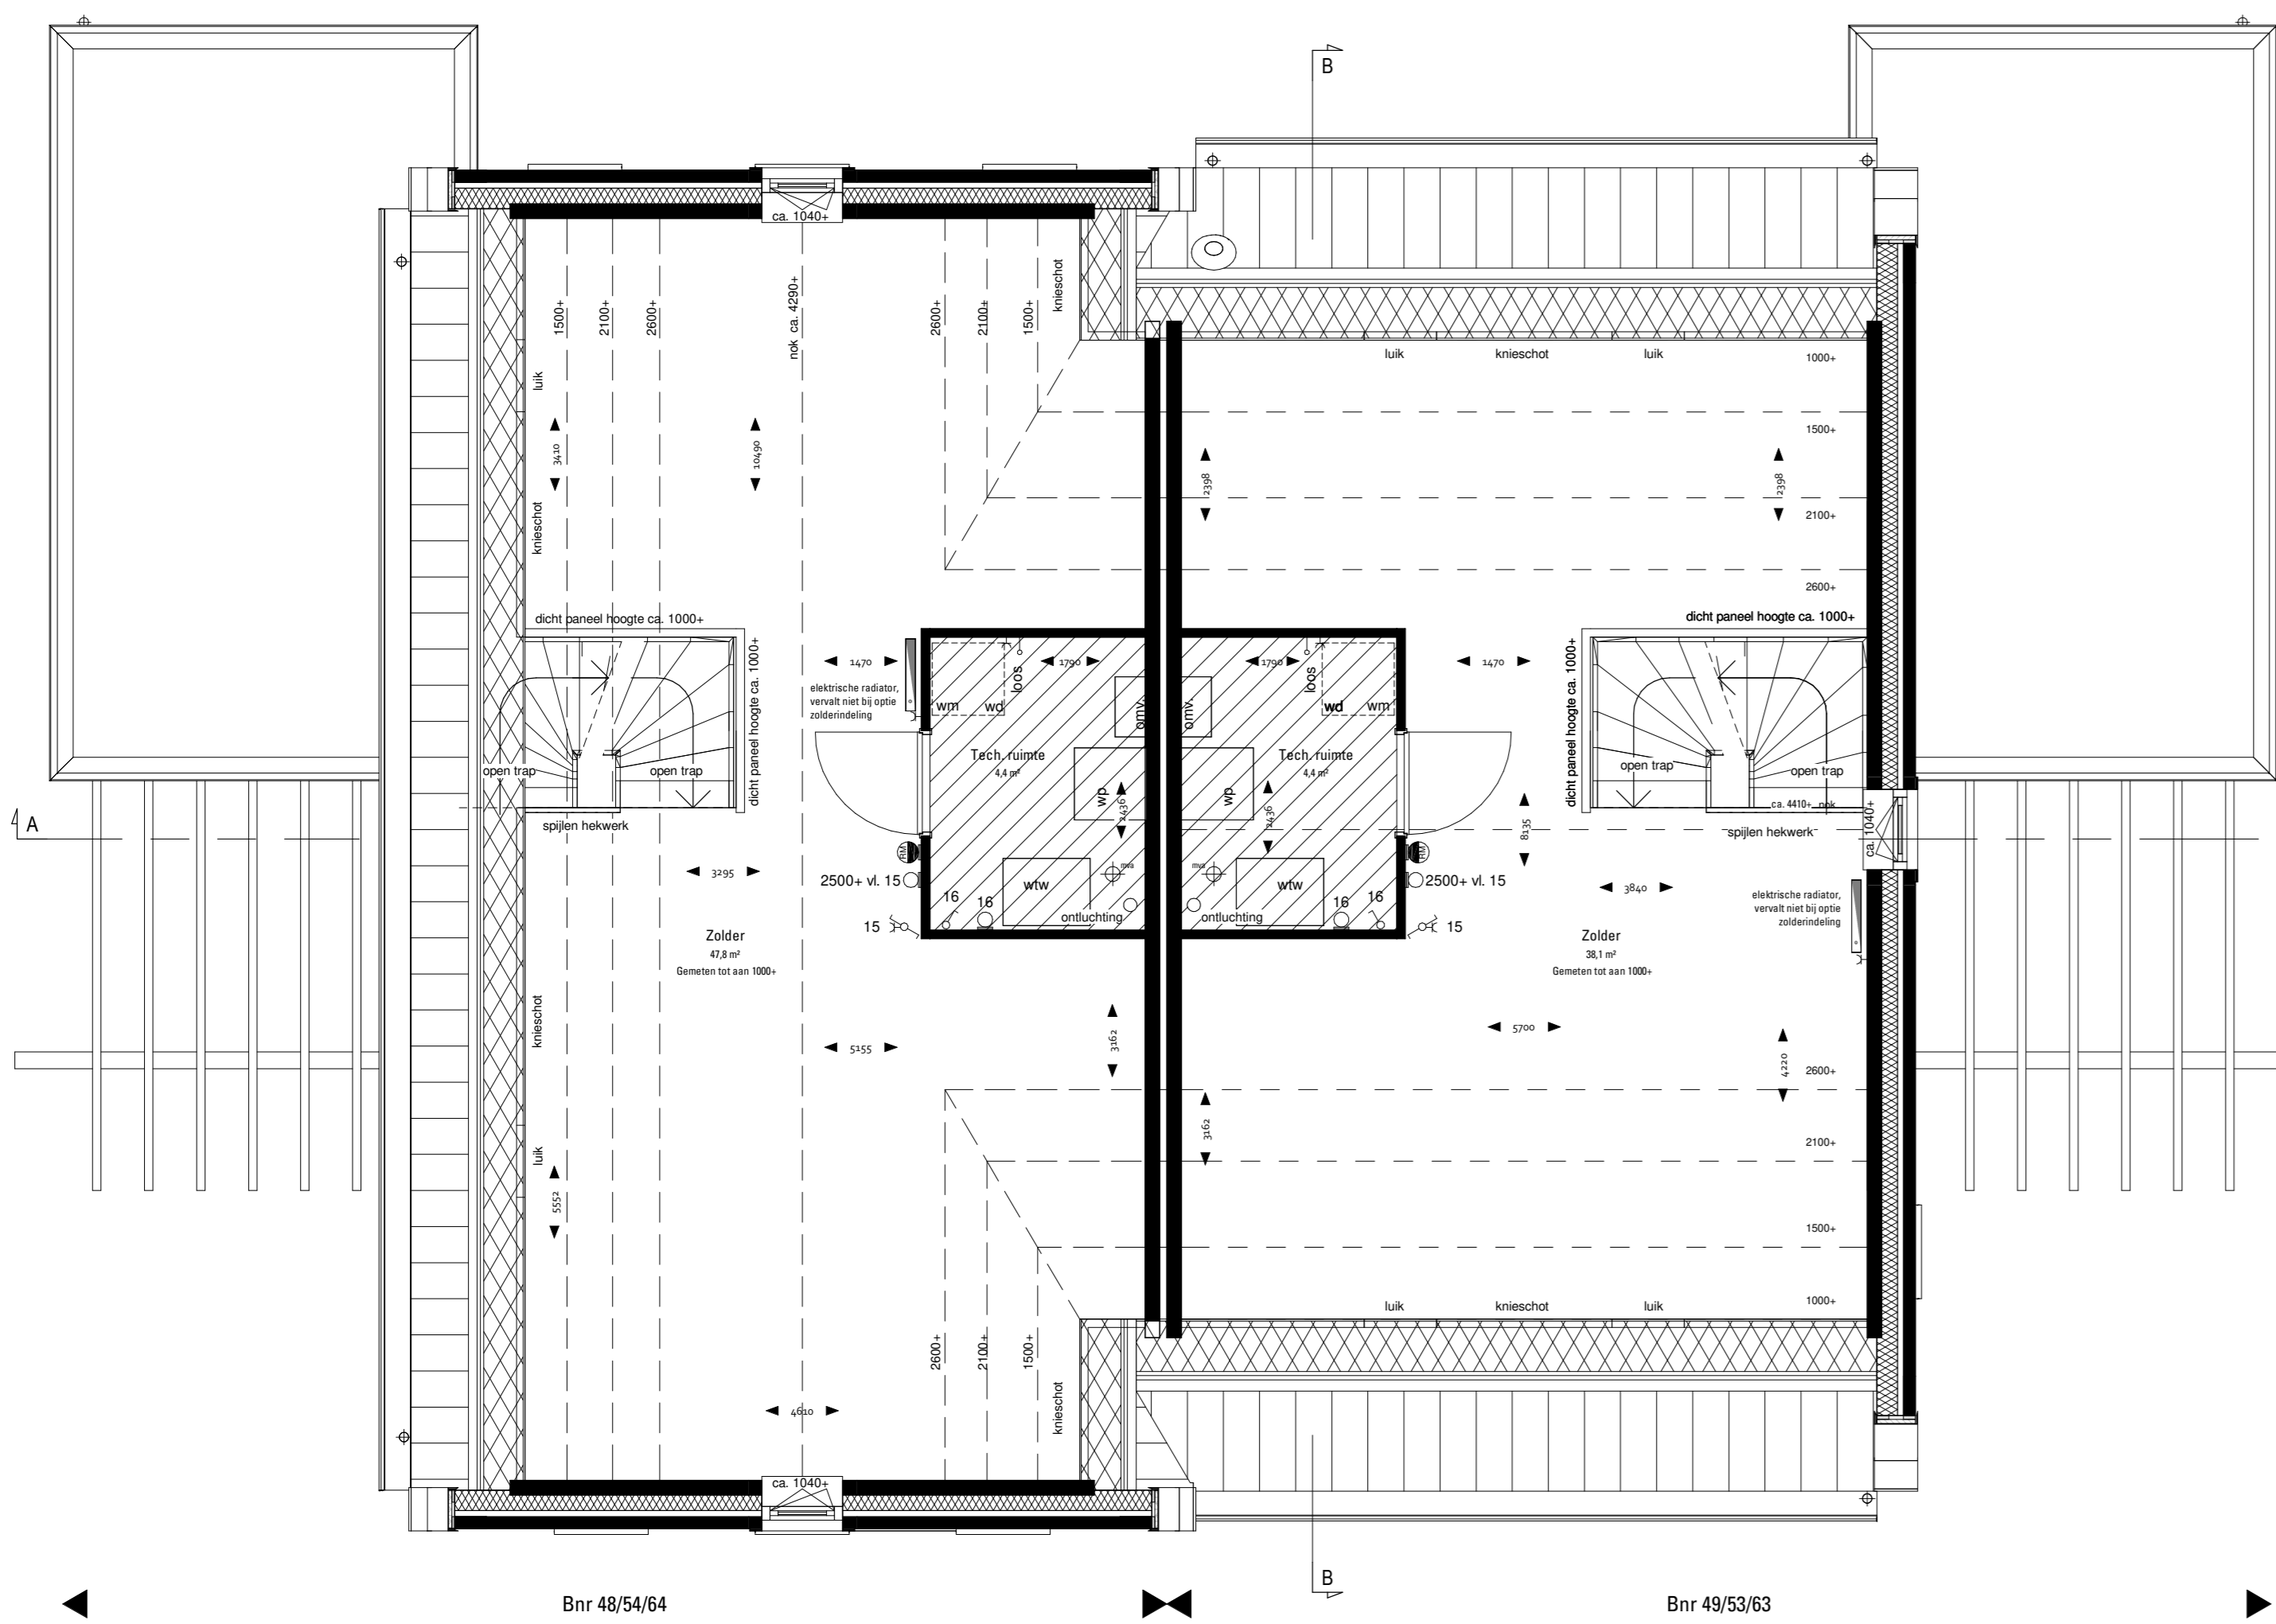 B
ca. 1040+
1500+
2100+
2600+
nok ca. 4290+
2600+
2100+
1500+
knieschot
luik
knieschot
luik
1000+
luik
1500+
3410
10490
2398
2398
knieschot
2100+
2600+
dicht paneel hoogte ca. 1000+
dicht paneel hoogte ca. 1000+
dicht paneel hoogte ca. 1000+
dicht paneel hoogte ca. 1000+
1470
1790
1790
1470
loos
loos
elektrische radiator,
vervalt niet bij optie
zolderindeling
wm
wd
omv.
omv.
wd
wm
open trap
open trap
Tech. ruimte
4,4 m²
Tech. ruimte
4,4 m²
open trap
open trap
wp
wp
2436
2436
ca. 4410+ nok
A
spijlen hekwerk
8135
spijlen hekwerk
ca. 1040+
RM
RM
mva
mva
3295
2500+ vl. 15
wtw
wtw
2500+ vl. 15
3840
elektrische radiator,
vervalt niet bij optie
zolderindeling
16
16
16
16
15
ontluchting
ontluchting
15
Zolder
47,8 m²
Gemeten tot aan 1000+
Zolder
38,1 m²
Gemeten tot aan 1000+
knieschot
3162
5700
5155
4220
2600+
3162
luik
2100+
5552
1500+
1000+
luik
knieschot
luik
2600+
2100+
1500+
knieschot
4610
ca. 1040+
B
Bnr 48/54/64
Bnr 49/53/63